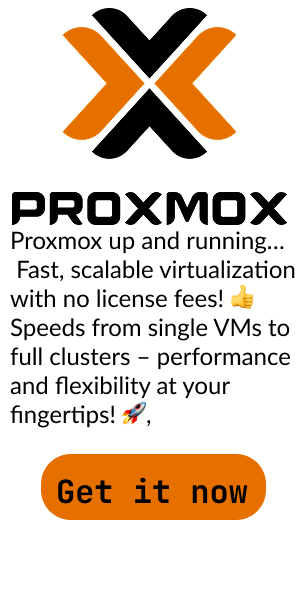 PROXMOX
Proxmox up and running...
Fast, scalable virtualization
with no license fees! 👍
Speeds from single VMs to
full clusters – performance
and flexibility at your
fingertips! 🚀,
Get it now